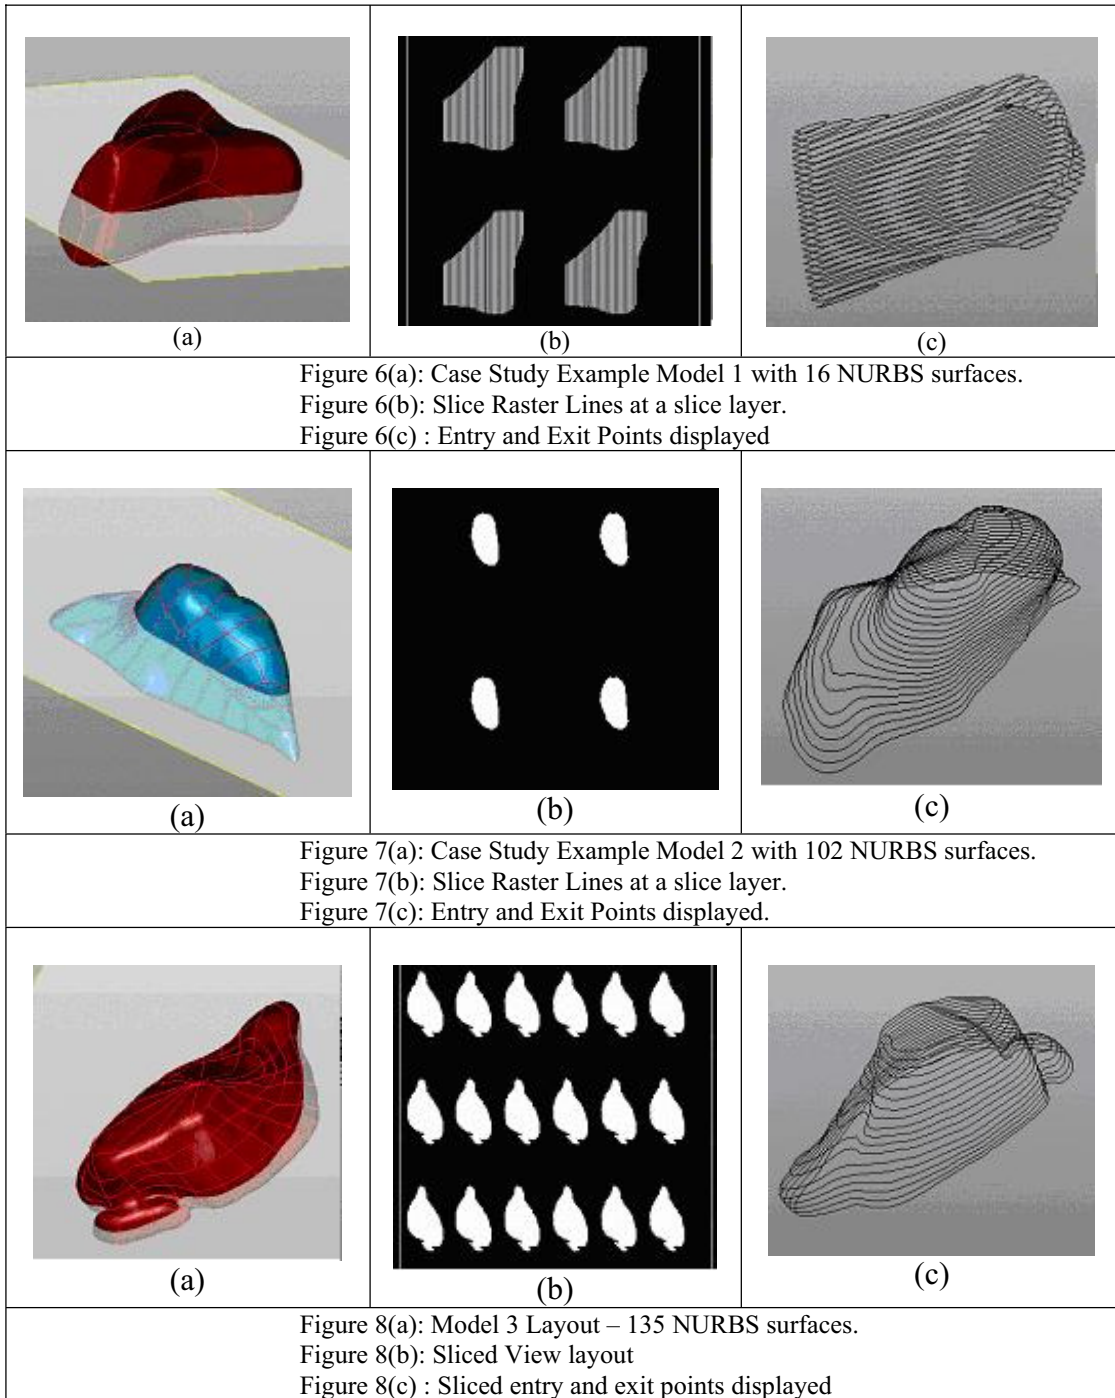 (a)
(b)
(c)
Figure 6(a): Case Study Example Model 1 with 16 NURBS surfaces.
Figure 6(b): Slice Raster Lines at a slice layer.
Figure 6(c) : Entry and Exit Points displayed
(a)
(b)
(c)
Figure 7(a): Case Study Example Model 2 with 102 NURBS surfaces.
Figure 7(b): Slice Raster Lines at a slice layer.
Figure 7(c): Entry and Exit Points displayed.
(a)
(b)
(c)
Figure 8(a): Model 3 Layout – 135 NURBS surfaces.
Figure 8(b): Sliced View layout
Figure 8(c) : Sliced entry and exit points displayed